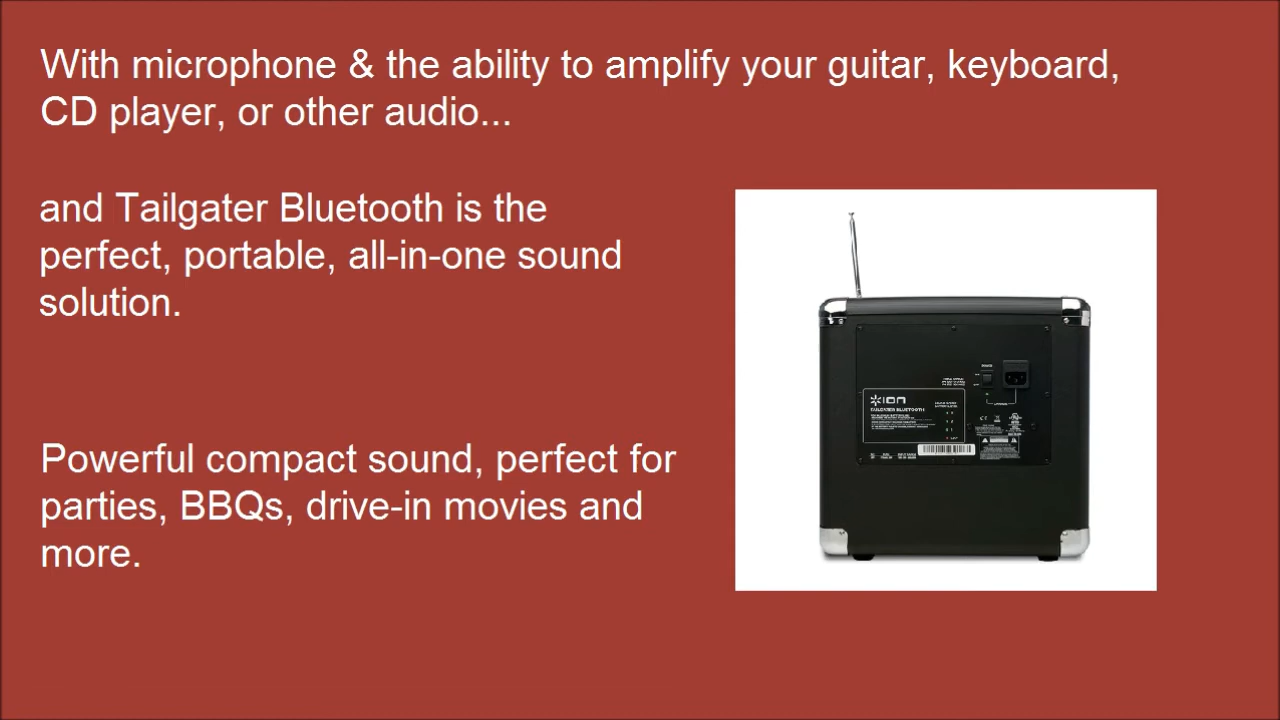 With microphone & the ability to amplify your guitar, keyboard,
CD player, or other audio...
and Tailgater Bluetooth is the
perfect, portable, all-in-one sound
solution.
Powerful compact sound, perfect for
parties, BBQs, drive-in movies and
more.
ION
TAILGATER BLUETOOTH